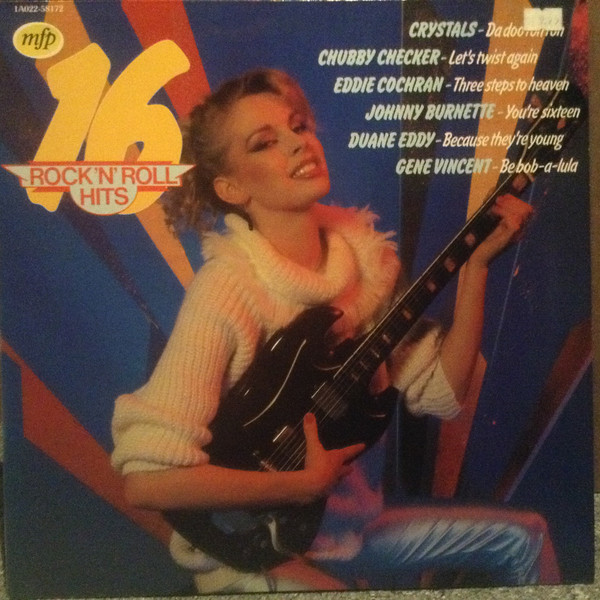 1A022-58172
mfp
16
ROCK'N'ROLL
HITS
CRYSTALS - Da doo ron ron
CHUBBY CHECKER - Let's twist again
EDDIE COCHRAN - Three steps to heaven
JOHNNY BURNETTE - You're sixteen
DUANE EDDY - Because they're young
GENE VINCENT - Be bob-a-lula